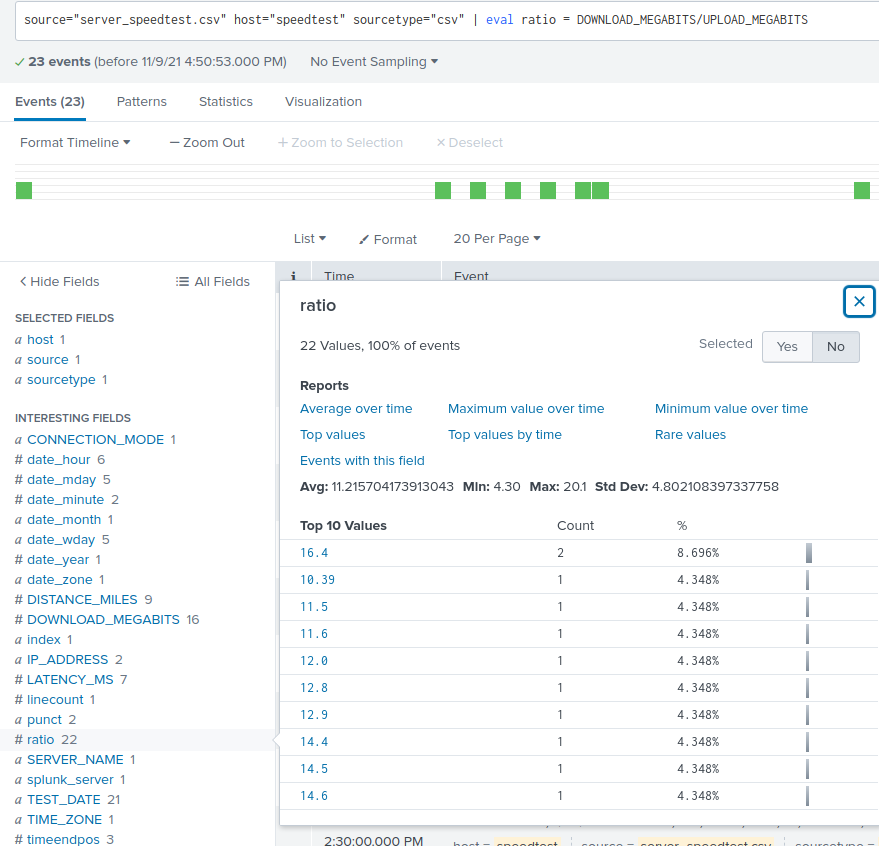 source="server_speedtest.csv" host="speedtest" sourcetype="csv" | eval ratio = DOWNLOAD_MEGABITS/UPLOAD_MEGABITS
✓ 23 events (before 11/9/21 4:50:53.000 PM) No Event Sampling
Events (23) Patterns Statistics Visualization
Format Timeline — Zoom Out + Zoom to Selection × Deselect
List Format 20 Per Page
Hide Fields All Fields
i Time Event
SELECTED FIELDS
a host 1
a source 1
a sourcetype 1
INTERESTING FIELDS
a CONNECTION_MODE 1
# date_hour 6
# date_mday 5
# date_minute 2
a date_month 1
a date_wday 5
# date_year 1
a date_zone 1
# DISTANCE_MILES 9
# DOWNLOAD_MEGABITS 16
a index 1
a IP_ADDRESS 2
# LATENCY_MS 7
# linecount 1
a punct 2
# ratio 22
a SERVER_NAME 1
a splunk_server 1
a TEST_DATE 21
a TIME_ZONE 1
# timeendpos 3
ratio
22 Values, 100% of events Selected Yes No
Reports
Average over time Maximum value over time Minimum value over time
Top values Top values by time Rare values
Events with this field
Avg: 11.215704173913043 Min: 4.30 Max: 20.1 Std Dev: 4.802108397337758
Top 10 Values Count %
16.4 2 8.696%
10.39 1 4.348%
11.5 1 4.348%
11.6 1 4.348%
12.0 1 4.348%
12.8 1 4.348%
12.9 1 4.348%
14.4 1 4.348%
14.5 1 4.348%
14.6 1 4.348%
2:30:00.000 PM host = speedtest source = server_speedtest.csv sourcetype =